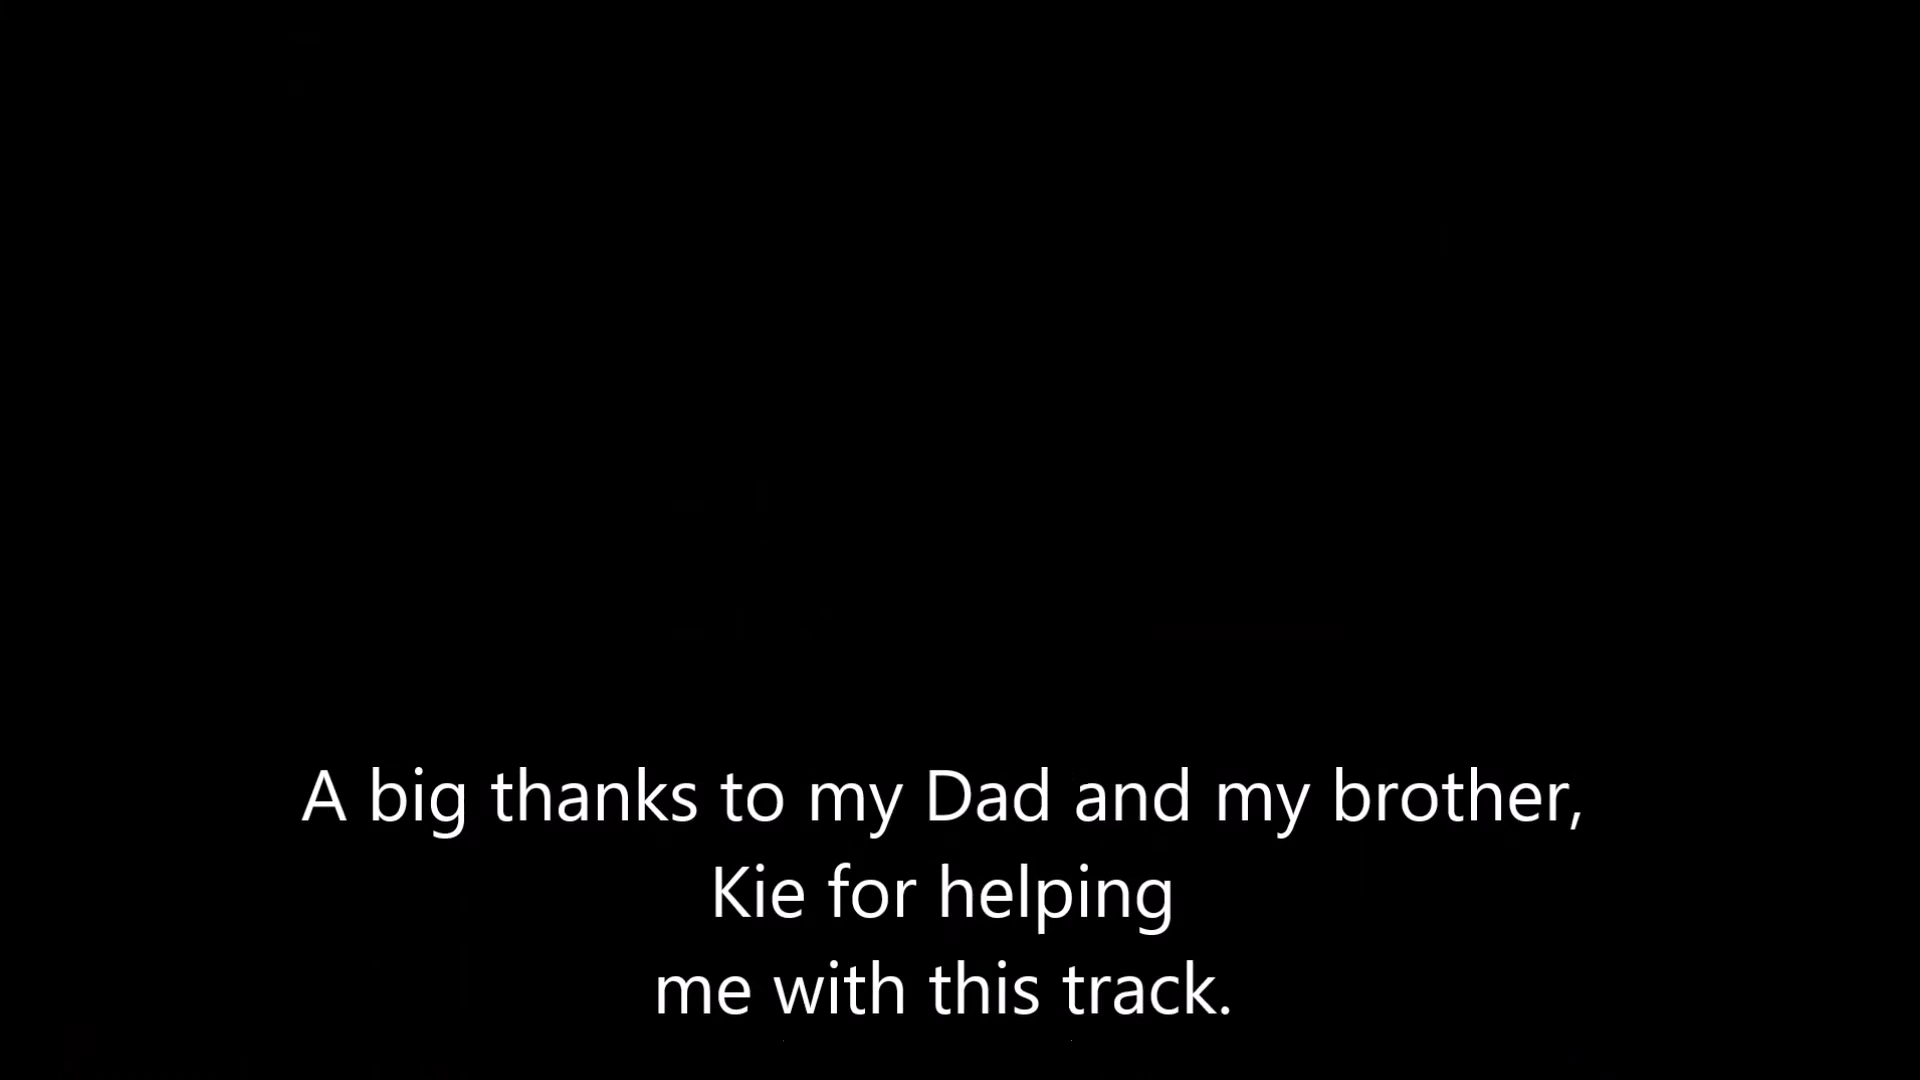 A big thanks to my Dad and my brother,
Kie for helping
me with this track.